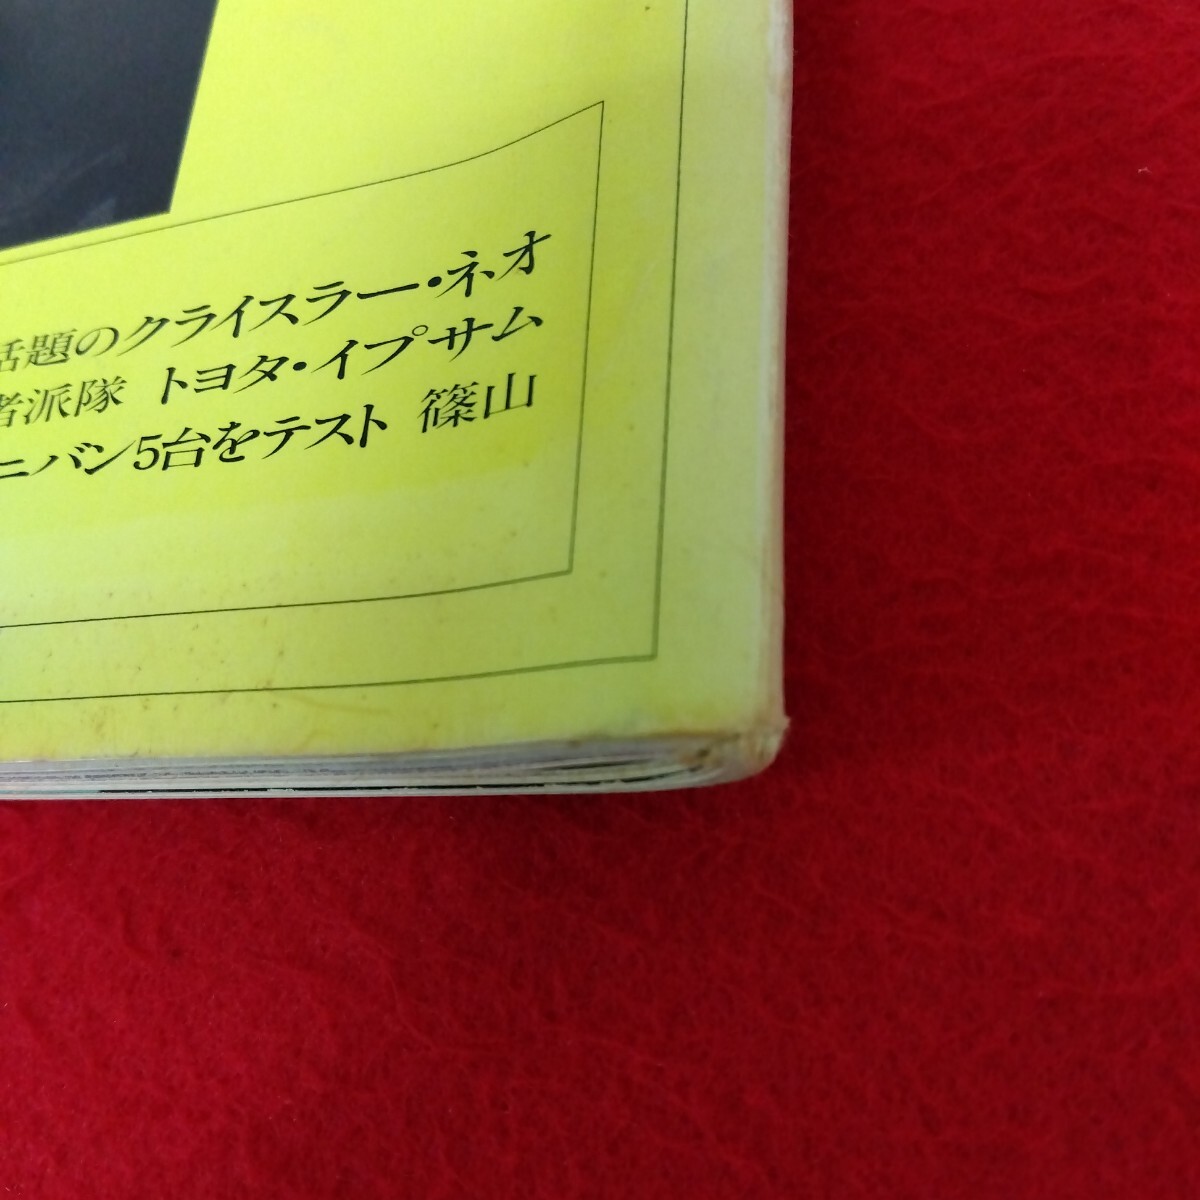 話題のクライスラー・ネオ
者派隊 トヨタ・イプサム
ニバン5台をテスト 篠山